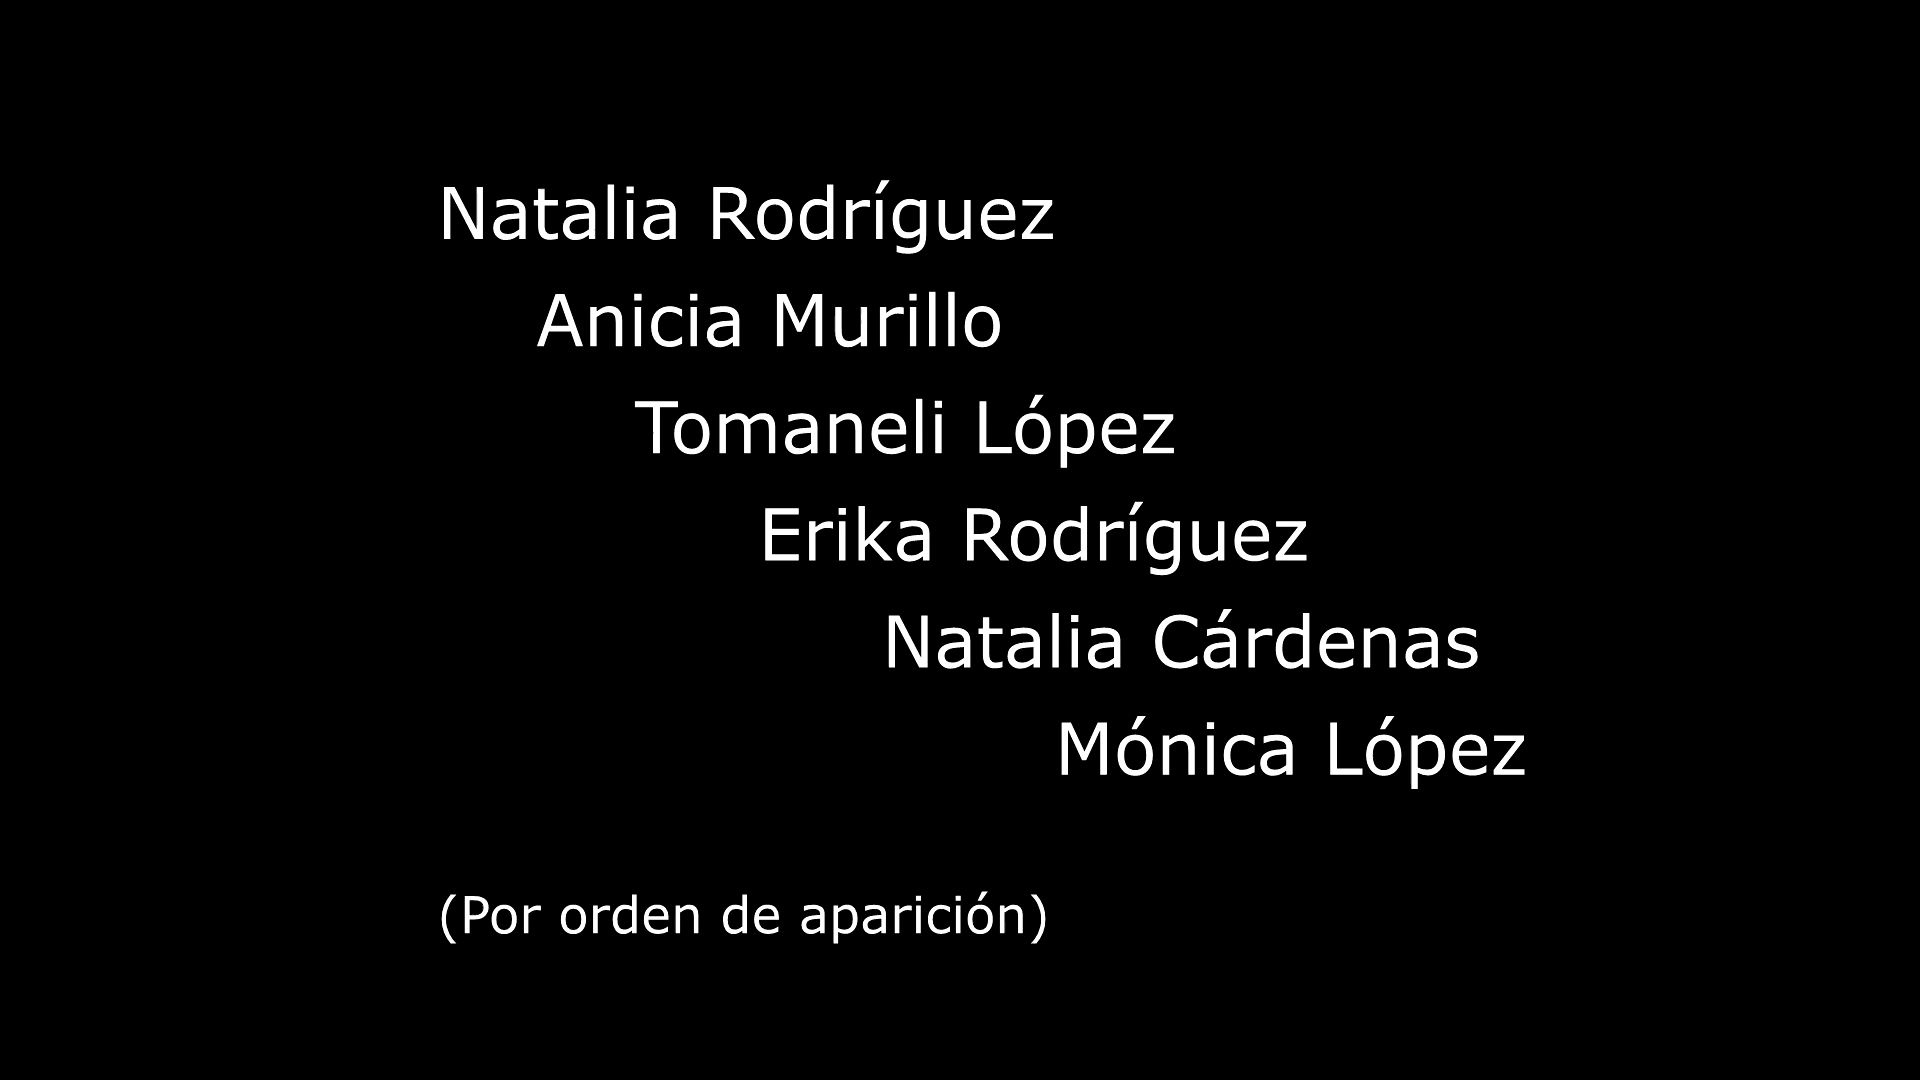 Natalia Rodríguez
Anicia Murillo
Tomaneli López
Erika Rodríguez
Natalia Cárdenas
Mónica López
(Por orden de aparición)